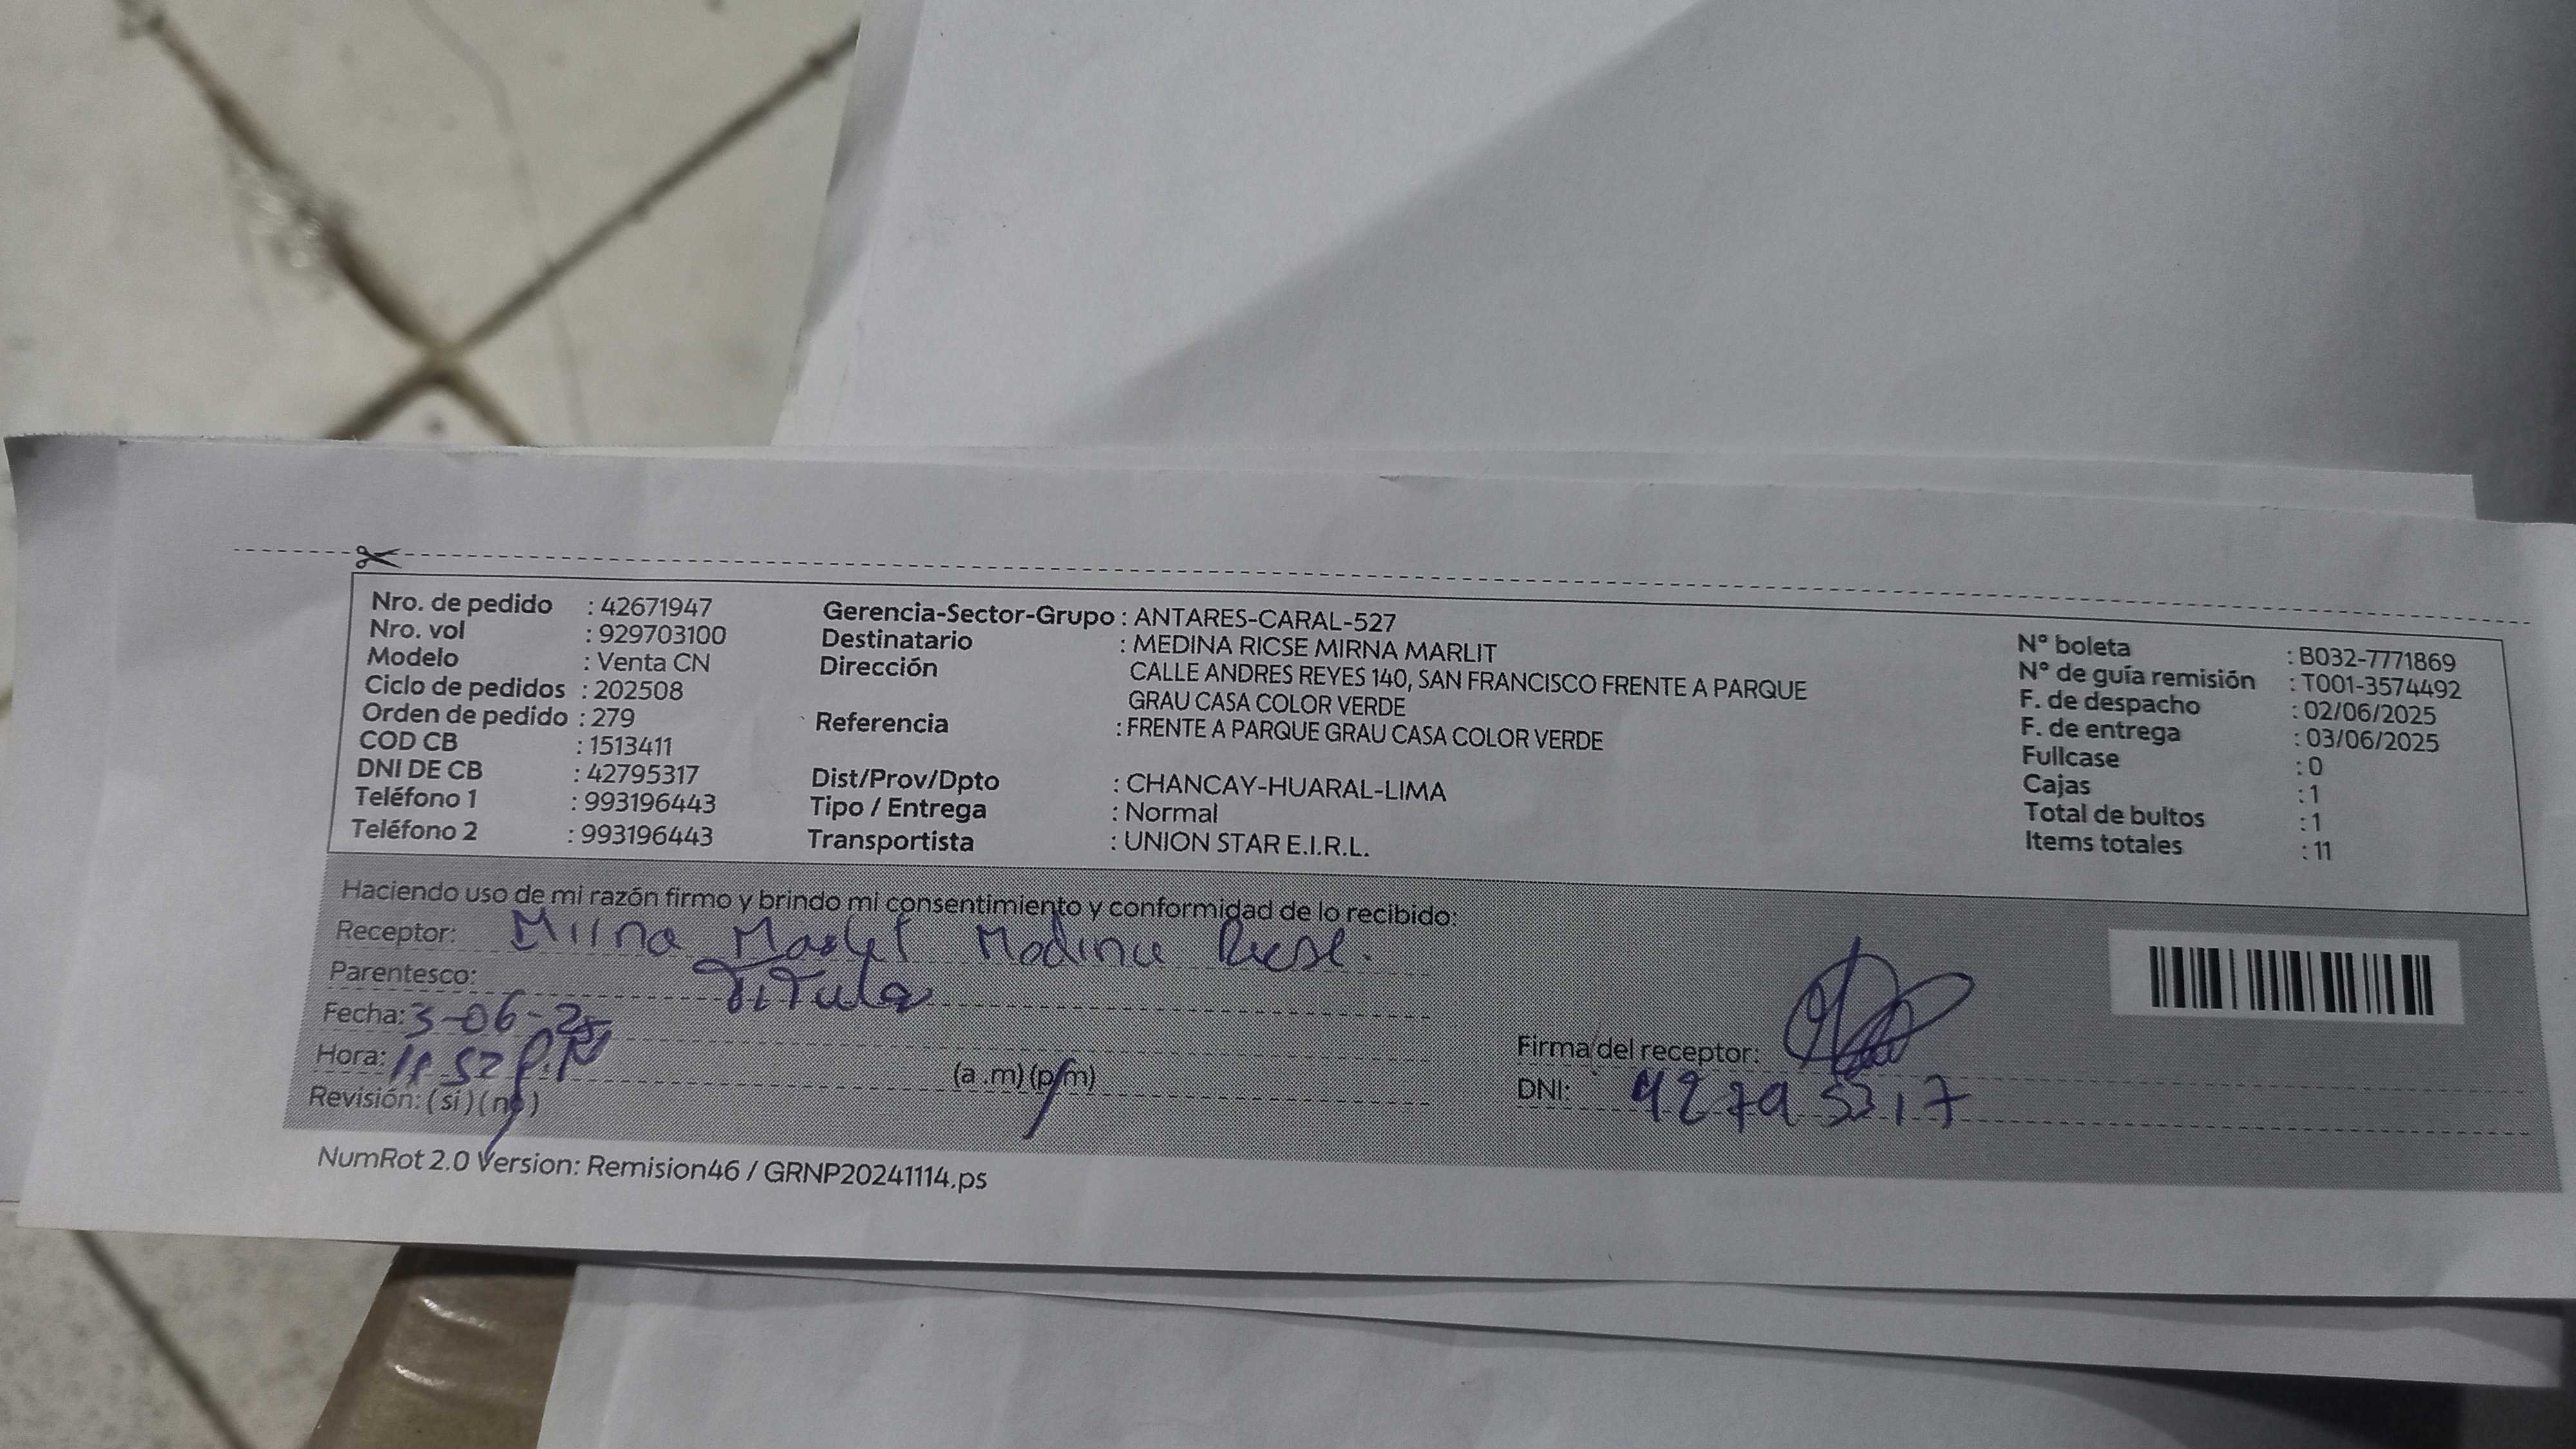 Nro. de pedido : 42671947
Nro. vol : 929703100
Modelo : Venta CN
Ciclo de pedidos : 202508
Orden de pedido : 279
COD CB : 1513411
DNI DE CB : 42795317
Teléfono 1 : 993196443
Teléfono 2 : 993196443
Gerencia-Sector-Grupo : ANTARES-CARAL-527
Destinatario : MEDINA RICSE MIRNA MARLIT
Dirección CALLE ANDRES REYES 140, SAN FRANCISCO FRENTE A PARQUE
GRAU CASA COLOR VERDE
Referencia : FRENTE A PARQUE GRAU CASA COLOR VERDE
Dist/Prov/Dpto : CHANCAY-HUARAL-LIMA
Tipo / Entrega : Normal
Transportista : UNION STAR E.I.R.L.
N° boleta : B032-7771869
N° de guía remisión : T001-3574492
F. de despacho : 02/06/2025
F. de entrega : 03/06/2025
Fullcase : 0
Cajas : 1
Total de bultos : 1
Items totales : 11
Haciendo uso de mi razón firmo y brindo mi consentimiento y conformidad de lo recibido:
Receptor: Mirna Marlit Medina Ricse.
Parentesco: Titula
Fecha: 3-06-25
Hora: 11 52 p.m (a .m) (p.m)
Revisión: (si) (no)
Firma del receptor:
DNI: 42795317
NumRot 2.0 Version: Remision46 / GRNP20241114.ps